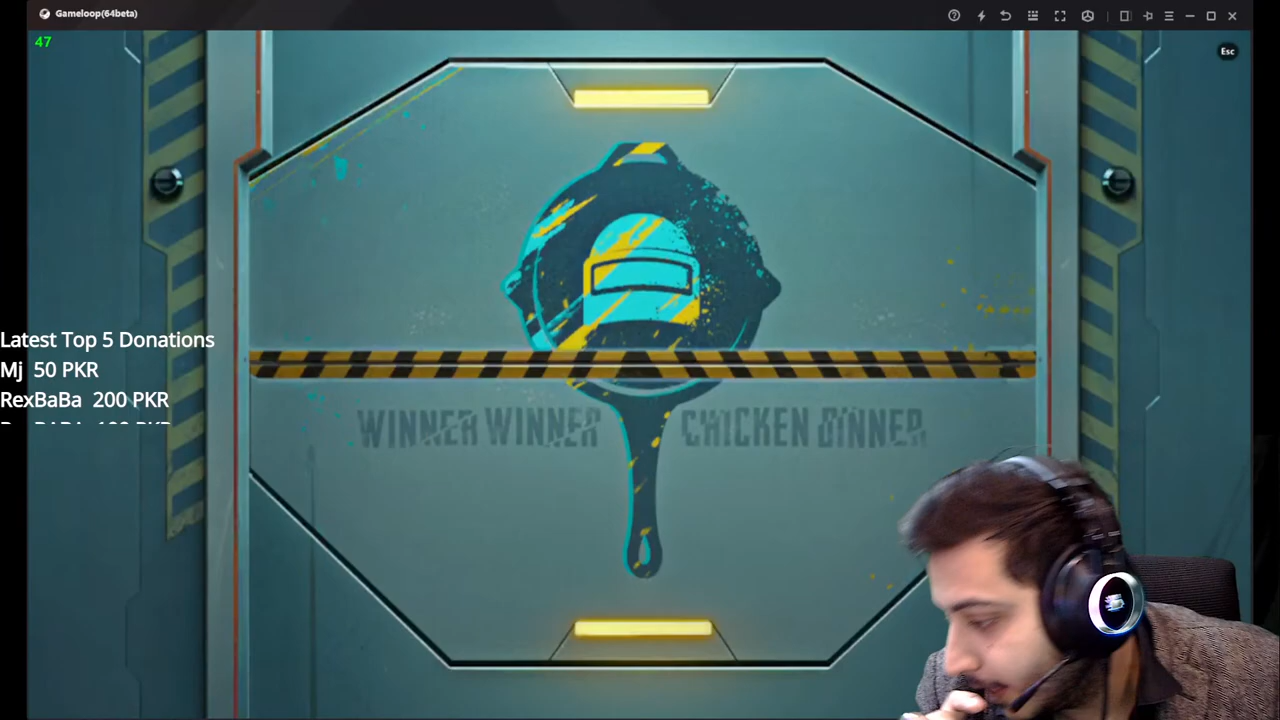 Gameloop(64beta)
47
Esc
Latest Top 5 Donations
Mj 50 PKR
RexBaBa 200 PKR
WINNER WINNER CHICKEN DINNER